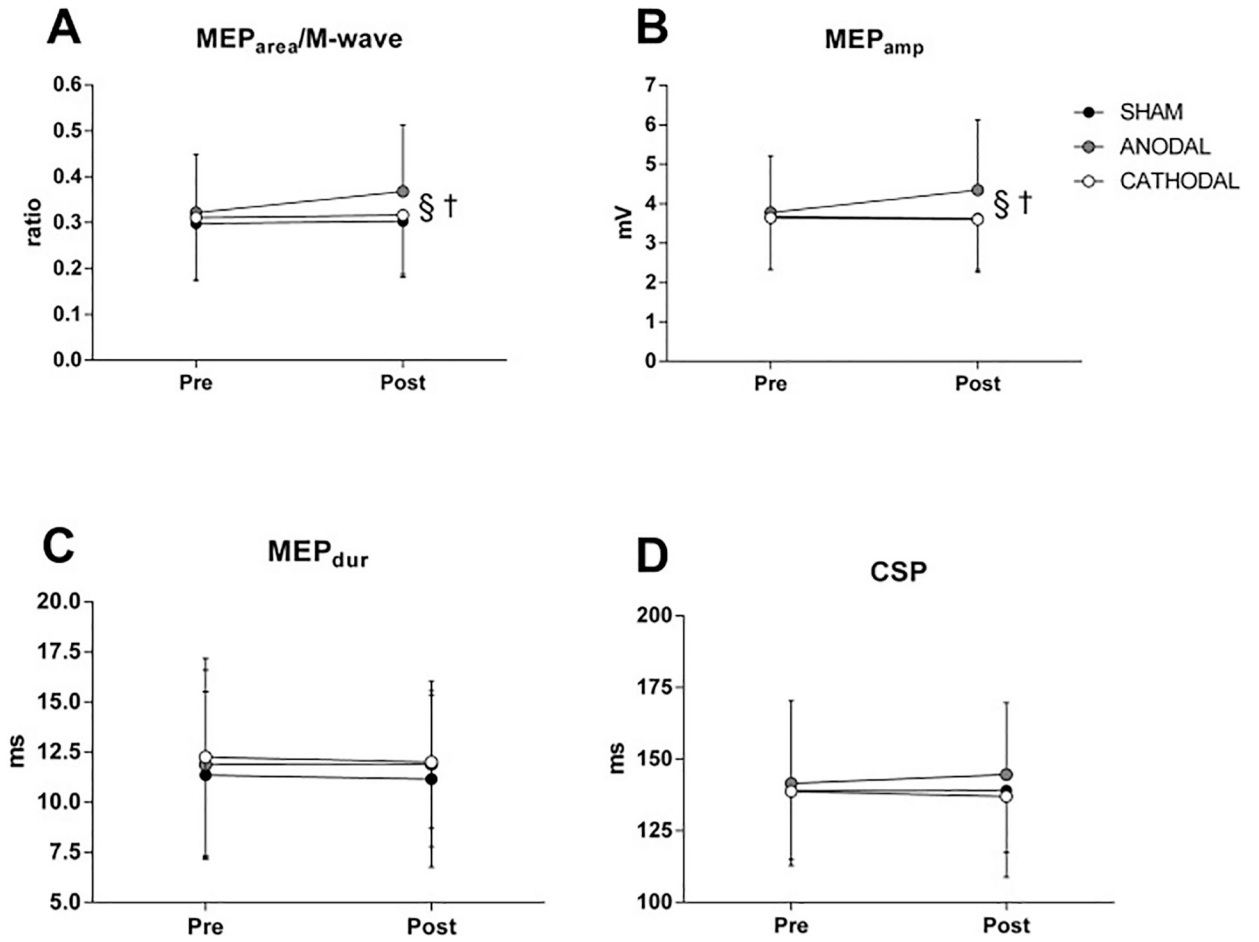 A
MEParea/M-wave
0.6
0.5
0.4
0.3
0.2
0.1
0.0
ratio
§ †
Pre
Post
B
MEPamp
7
6
5
4
3
2
1
0
mV
§ †
Pre
Post
SHAM
ANODAL
CATHODAL
C
MEPdur
20.0
17.5
15.0
12.5
10.0
7.5
5.0
ms
Pre
Post
D
CSP
200
175
150
125
100
ms
Pre
Post